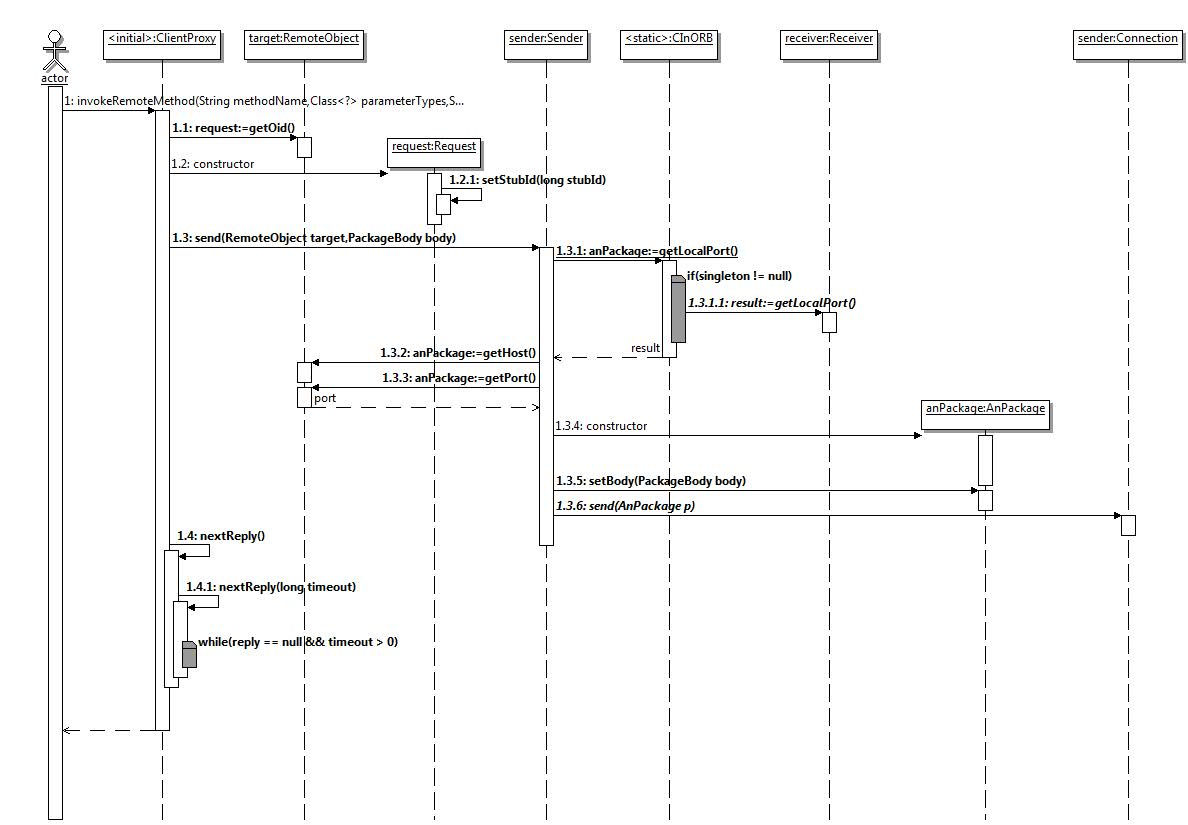 <initial>:ClientProxy
target:RemoteObject
sender:Sender
<static>:CInORB
receiver:Receiver
sender:Connection
actor
1: invokeRemoteMethod(String methodName,Class<?> parameterTypes,S...
1.1: request:=getOid()
request:Request
1.2: constructor
1.2.1: setStubId(long stubId)
1.3: send(RemoteObject target,PackageBody body)
1.3.1: anPackage:=getLocalPort()
if(singleton != null)
1.3.1.1: result:=getLocalPort()
result
1.3.2: anPackage:=getHost()
1.3.3: anPackage:=getPort()
port
anPackage:AnPackage
1.3.4: constructor
1.3.5: setBody(PackageBody body)
1.3.6: send(AnPackage p)
1.4: nextReply()
1.4.1: nextReply(long timeout)
while(reply == null && timeout > 0)